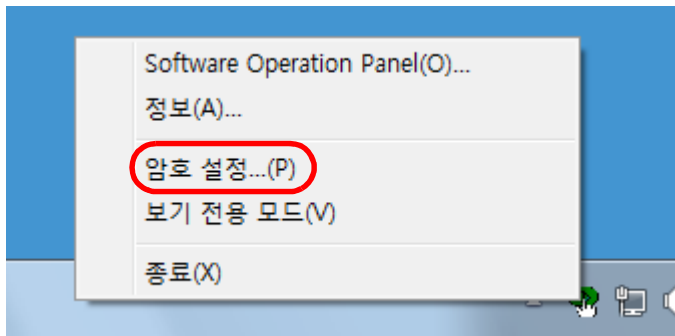 Software Operation Panel(O)...
정보(A)...
암호 설정...(P)
보기 전용 모드(V)
종료(X)